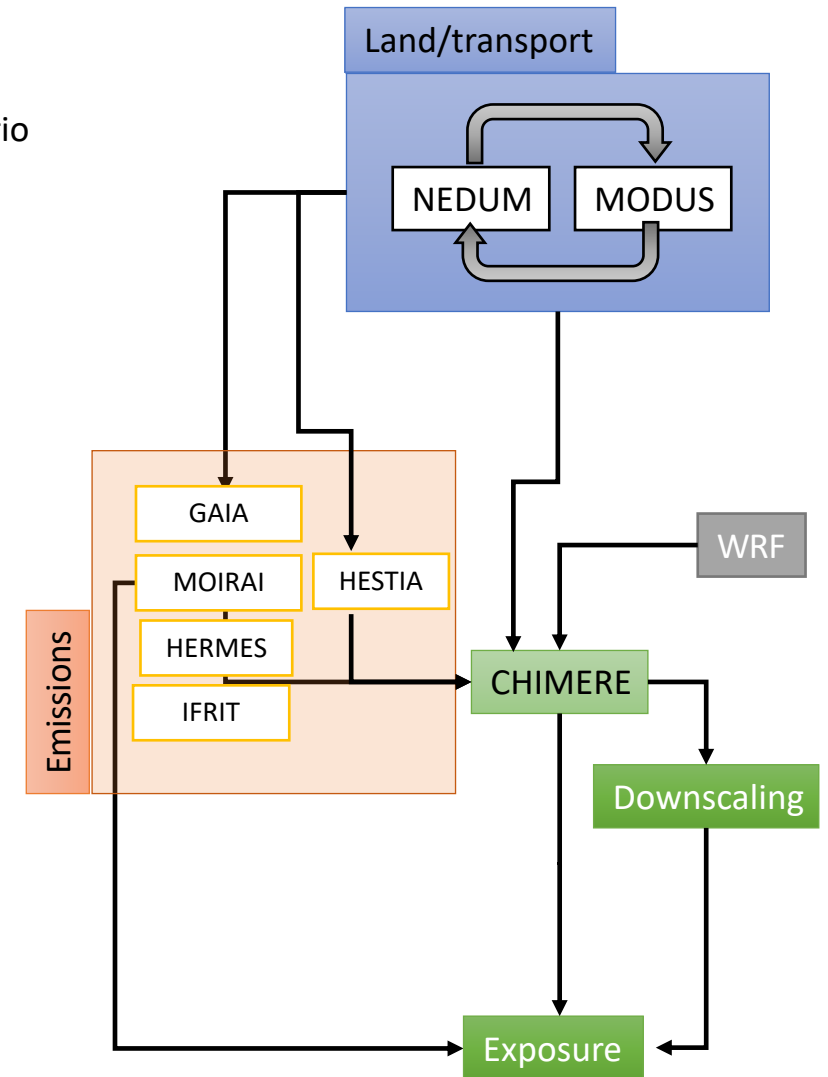 Land/transport
io
NEDUM
MODUS
GAIA
WRF
MOIRAI
HESTIA
HERMES
Emissions
CHIMERE
IFRIT
Downscaling
Exposure